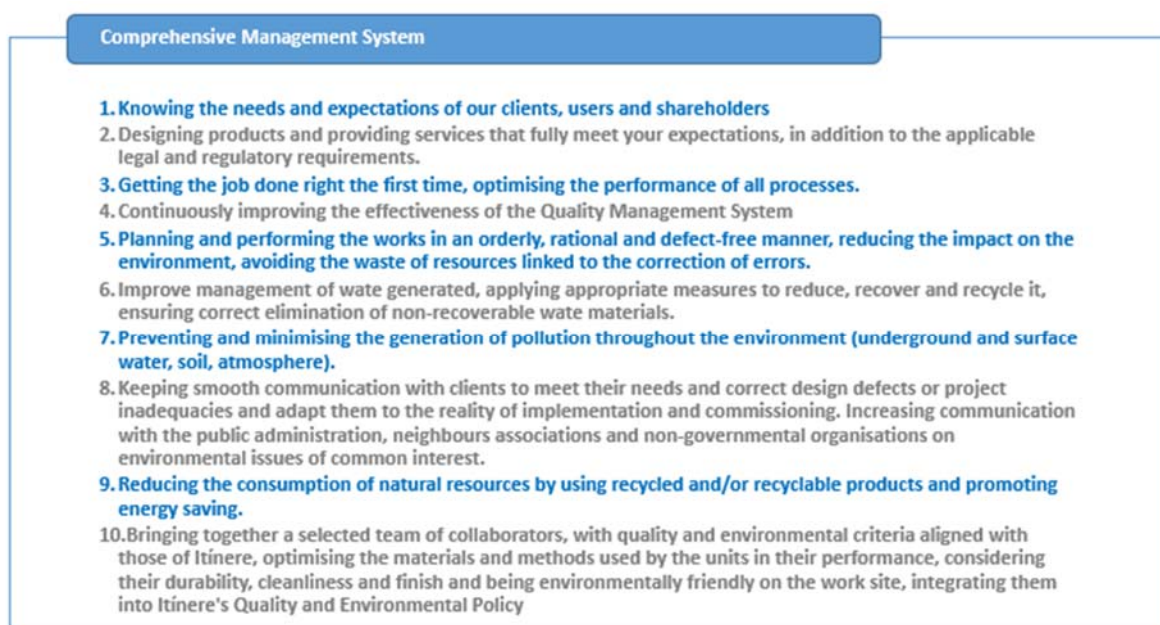 Comprehensive Management System
1. Knowing the needs and expectations of our clients, users and shareholders
2. Designing products and providing services that fully meet your expectations, in addition to the applicable
legal and regulatory requirements.
3. Getting the job done right the first time, optimising the performance of all processes.
4. Continuously improving the effectiveness of the Quality Management System
5. Planning and performing the works in an orderly, rational and defect-free manner, reducing the impact on the
environment, avoiding the waste of resources linked to the correction of errors.
6. Improve management of wate generated, applying appropriate measures to reduce, recover and recycle it,
ensuring correct elimination of non-recoverable wate materials.
7. Preventing and minimising the generation of pollution throughout the environment (underground and surface
water, soil, atmosphere).
8. Keeping smooth communication with clients to meet their needs and correct design defects or project
inadequacies and adapt them to the reality of implementation and commissioning. Increasing communication
with the public administration, neighbours associations and non-governmental organisations on
environmental issues of common interest.
9. Reducing the consumption of natural resources by using recycled and/or recyclable products and promoting
energy saving.
10.Bringing together a selected team of collaborators, with quality and environmental criteria aligned with
those of Itínere, optimising the materials and methods used by the units in their performance, considering
their durability, cleanliness and finish and being environmentally friendly on the work site, integrating them
into Itínere's Quality and Environmental Policy